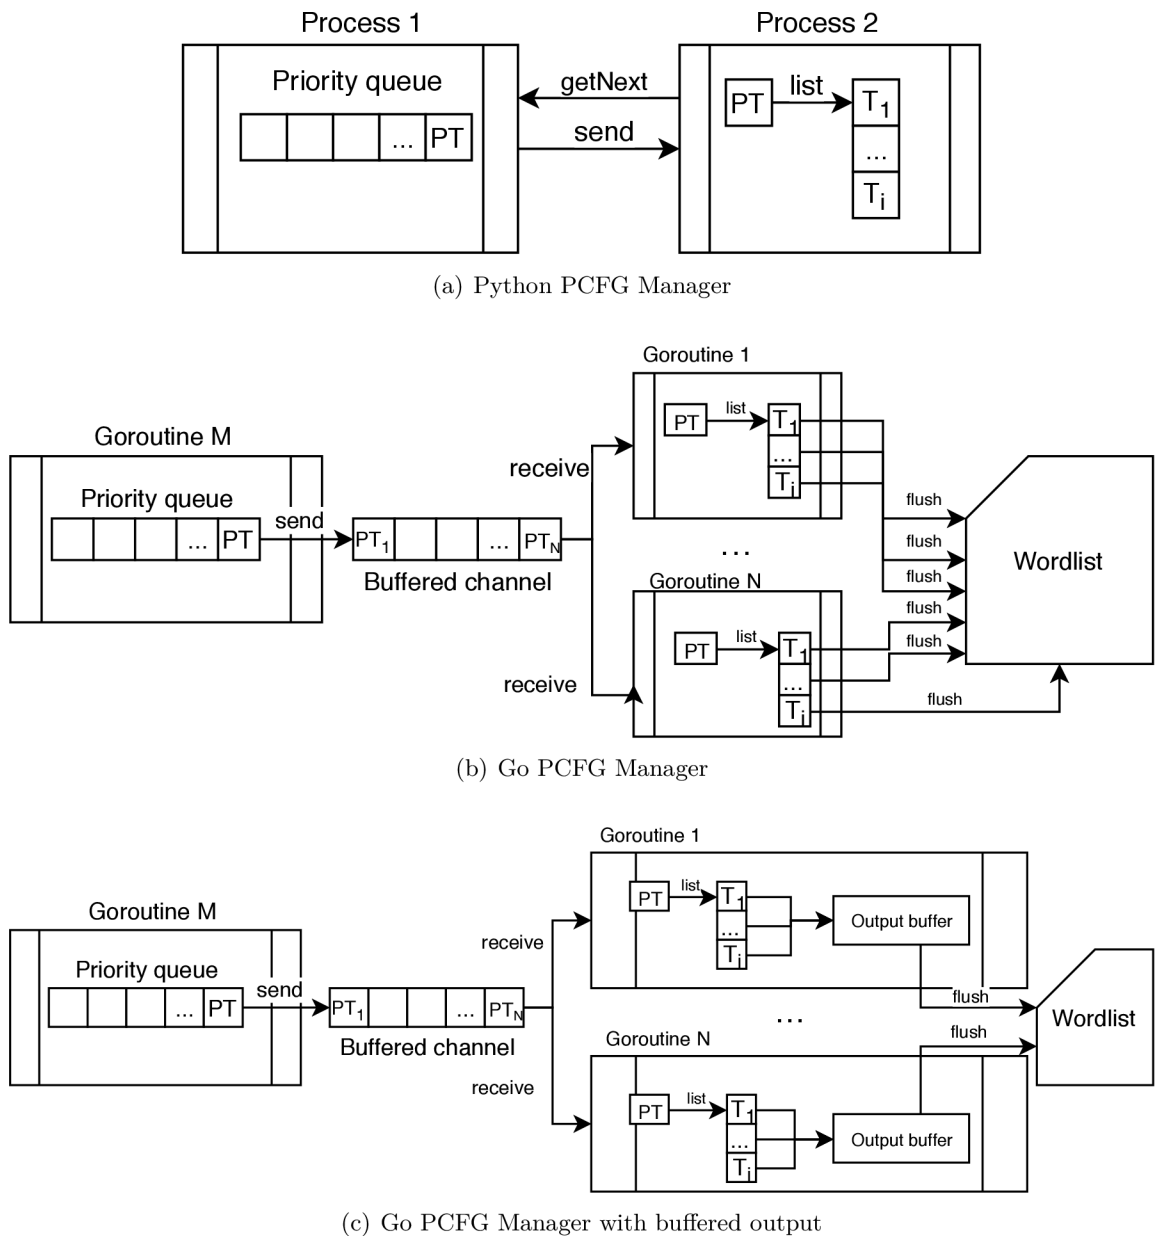 Process 1
Process 2
Priority queue
... PT
getNext
send
PT
list
T1
...
Ti
(a) Python PCFG Manager
Goroutine 1
PT
list
T1
...
Ti
Goroutine M
Priority queue
... PT
send
PT1 ... PTN
Buffered channel
receive
receive
...
Goroutine N
PT
list
T1
...
Ti
flush
flush
flush
flush
flush
flush
Wordlist
(b) Go PCFG Manager
Goroutine 1
PT
list
T1
...
Ti
Output buffer
Goroutine M
Priority queue
... PT
send
PT1 ... PTN
Buffered channel
receive
receive
...
flush
flush
Wordlist
Goroutine N
PT
list
T1
...
Ti
Output buffer
(c) Go PCFG Manager with buffered output